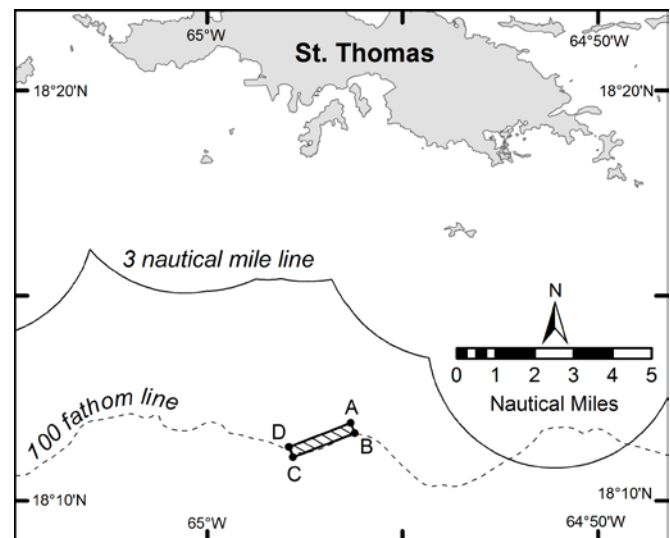 65°W
64°50'W
St. Thomas
18°20'N
18°20'N
3 nautical mile line
N
0 1 2 3 4 5
Nautical Miles
100 fathom line
A
D
B
C
18°10'N
18°10'N
65°W
64°50'W